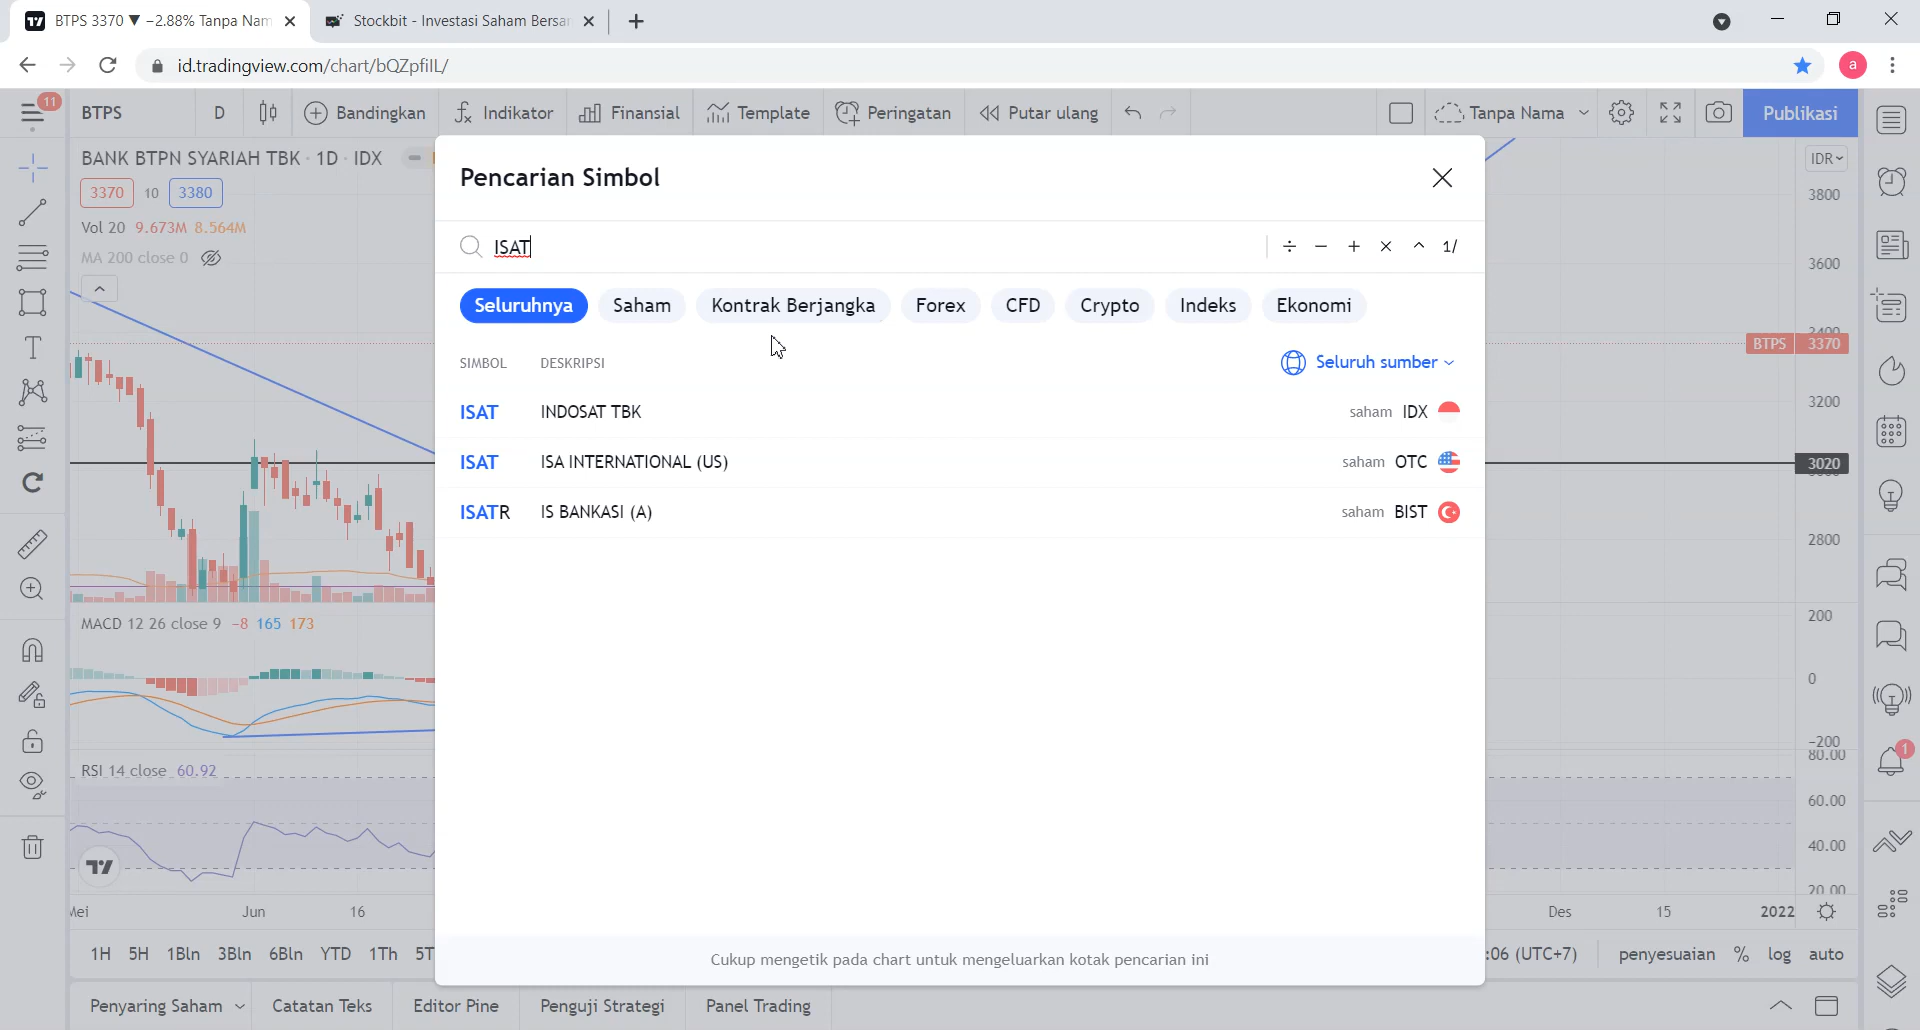 BTPS 3370 ▼ −2.88% Tanpa Nam
Stockbit - Investasi Saham Bersam
id.tradingview.com/chart/bQZpfilL/
a
11
BTPS
D
Bandingkan
Indikator
Finansial
Template
Peringatan
Putar ulang
Tanpa Nama
Publikasi
BANK BTPN SYARIAH TBK · 1D · IDX
IDR
3370 10 3380
Vol 20 9.673M 8.564M
MA 200 close 0
Pencarian Simbol
ISAT
÷ − + × ^ 1/
Seluruhnya Saham Kontrak Berjangka Forex CFD Crypto Indeks Ekonomi
SIMBOL DESKRIPSI Seluruh sumber
ISAT INDOSAT TBK saham IDX
ISAT ISA INTERNATIONAL (US) saham OTC
ISATR IS BANKASI (A) saham BIST
Cukup mengetik pada chart untuk mengeluarkan kotak pencarian ini
3800
3600
3400
BTPS 3370
3200
3020
2800
MACD 12 26 close 9 −8 165 173
200
0
−200
RSI 14 close 60.92
80.00
60.00
40.00
20.00
1
Mei Jun 16 Des 15 2022
1H 5H 1Bln 3Bln 6Bln YTD 1Th 5T
:06 (UTC+7) penyesuaian % log auto
Penyaring Saham Catatan Teks Editor Pine Penguji Strategi Panel Trading